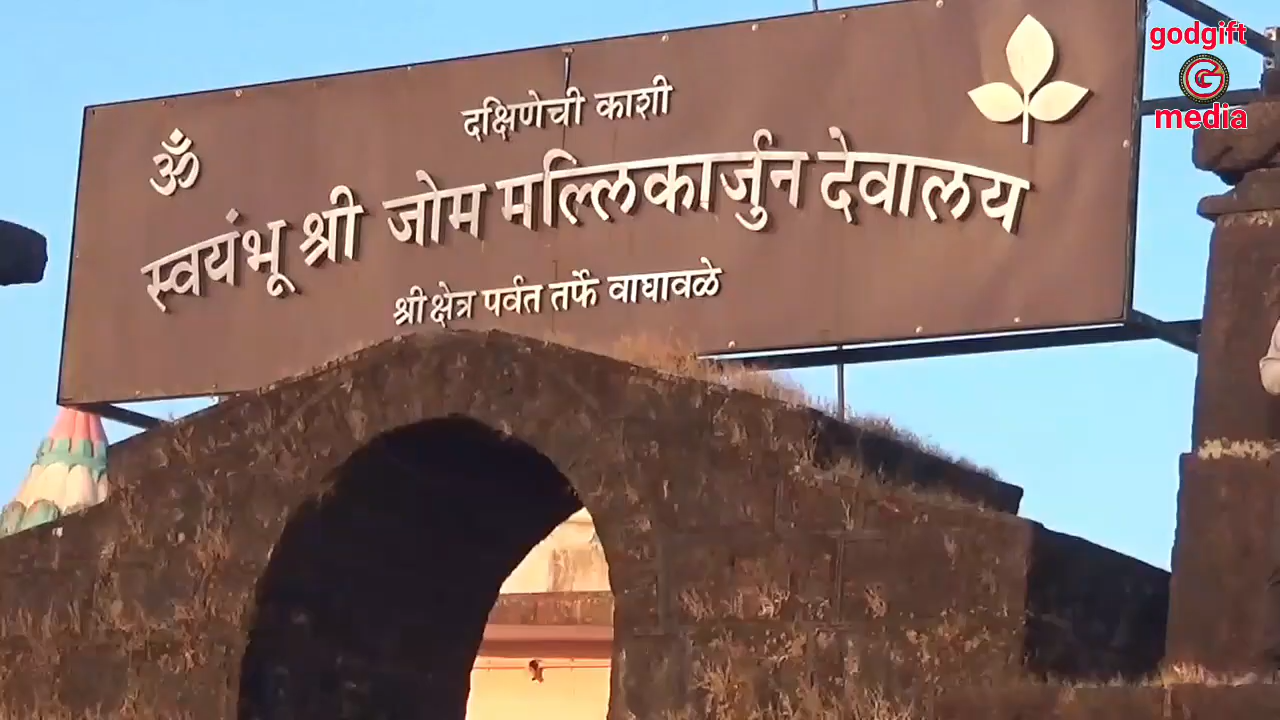 दक्षिणेची काशी
ॐ
स्वयंभू श्री जोम मल्लिकार्जुन देवालय
श्री क्षेत्र पर्वत तर्फे वाघावळे
godgift
G
media